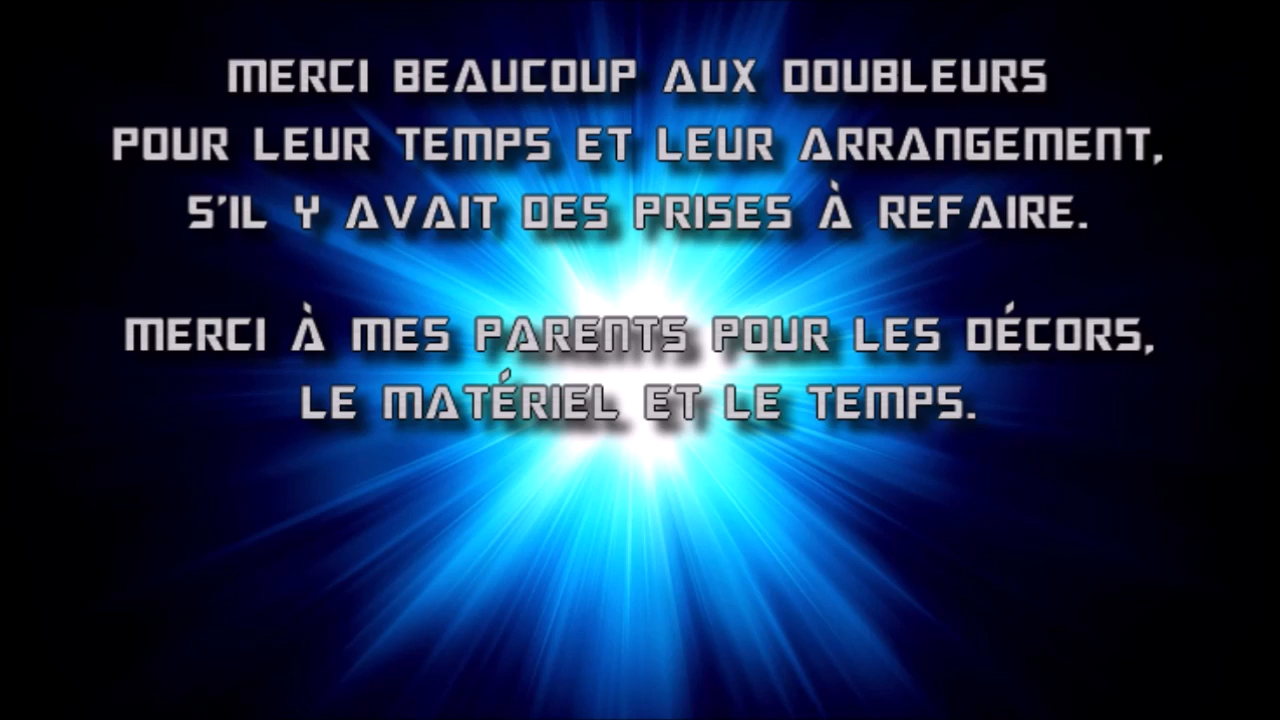 MERCI BEAUCOUP AUX DOUBLEURS
POUR LEUR TEMPS ET LEUR ARRANGEMENT,
S'IL Y AVAIT DES PRISES À REFAIRE.
MERCI À MES PARENTS POUR LES DÉCORS,
LE MATÉRIEL ET LE TEMPS.